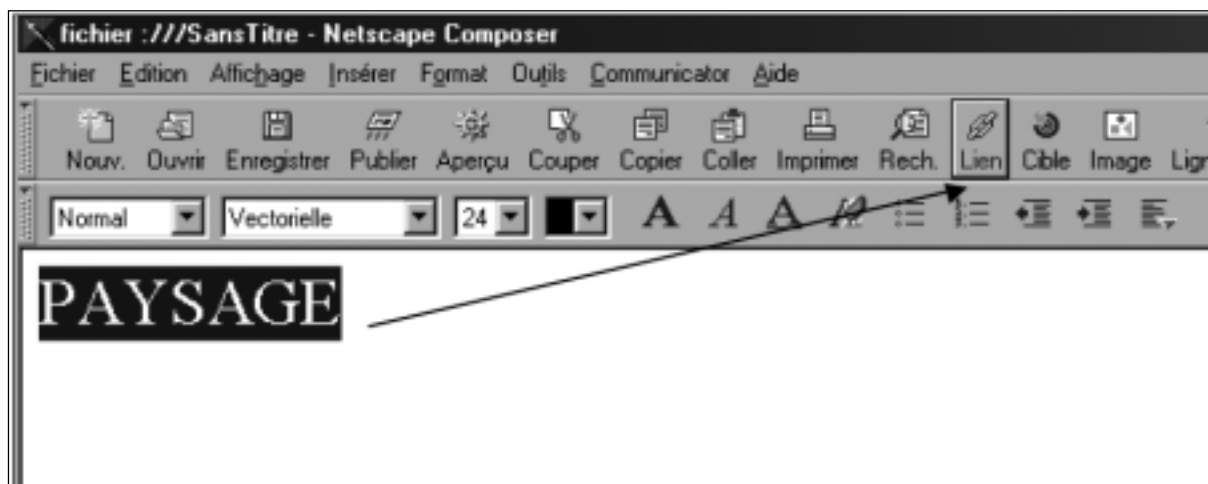 fichier :///SansTitre - Netscape Composer
Fichier Edition Affichage Insérer Format Outils Communicator Aide
Nouv. Ouvrir Enregistrer Publier Aperçu Couper Copier Coller Imprimer Rech. Lien Cible Image Lign
Normal Vectorielle 24 A A A
PAYSAGE